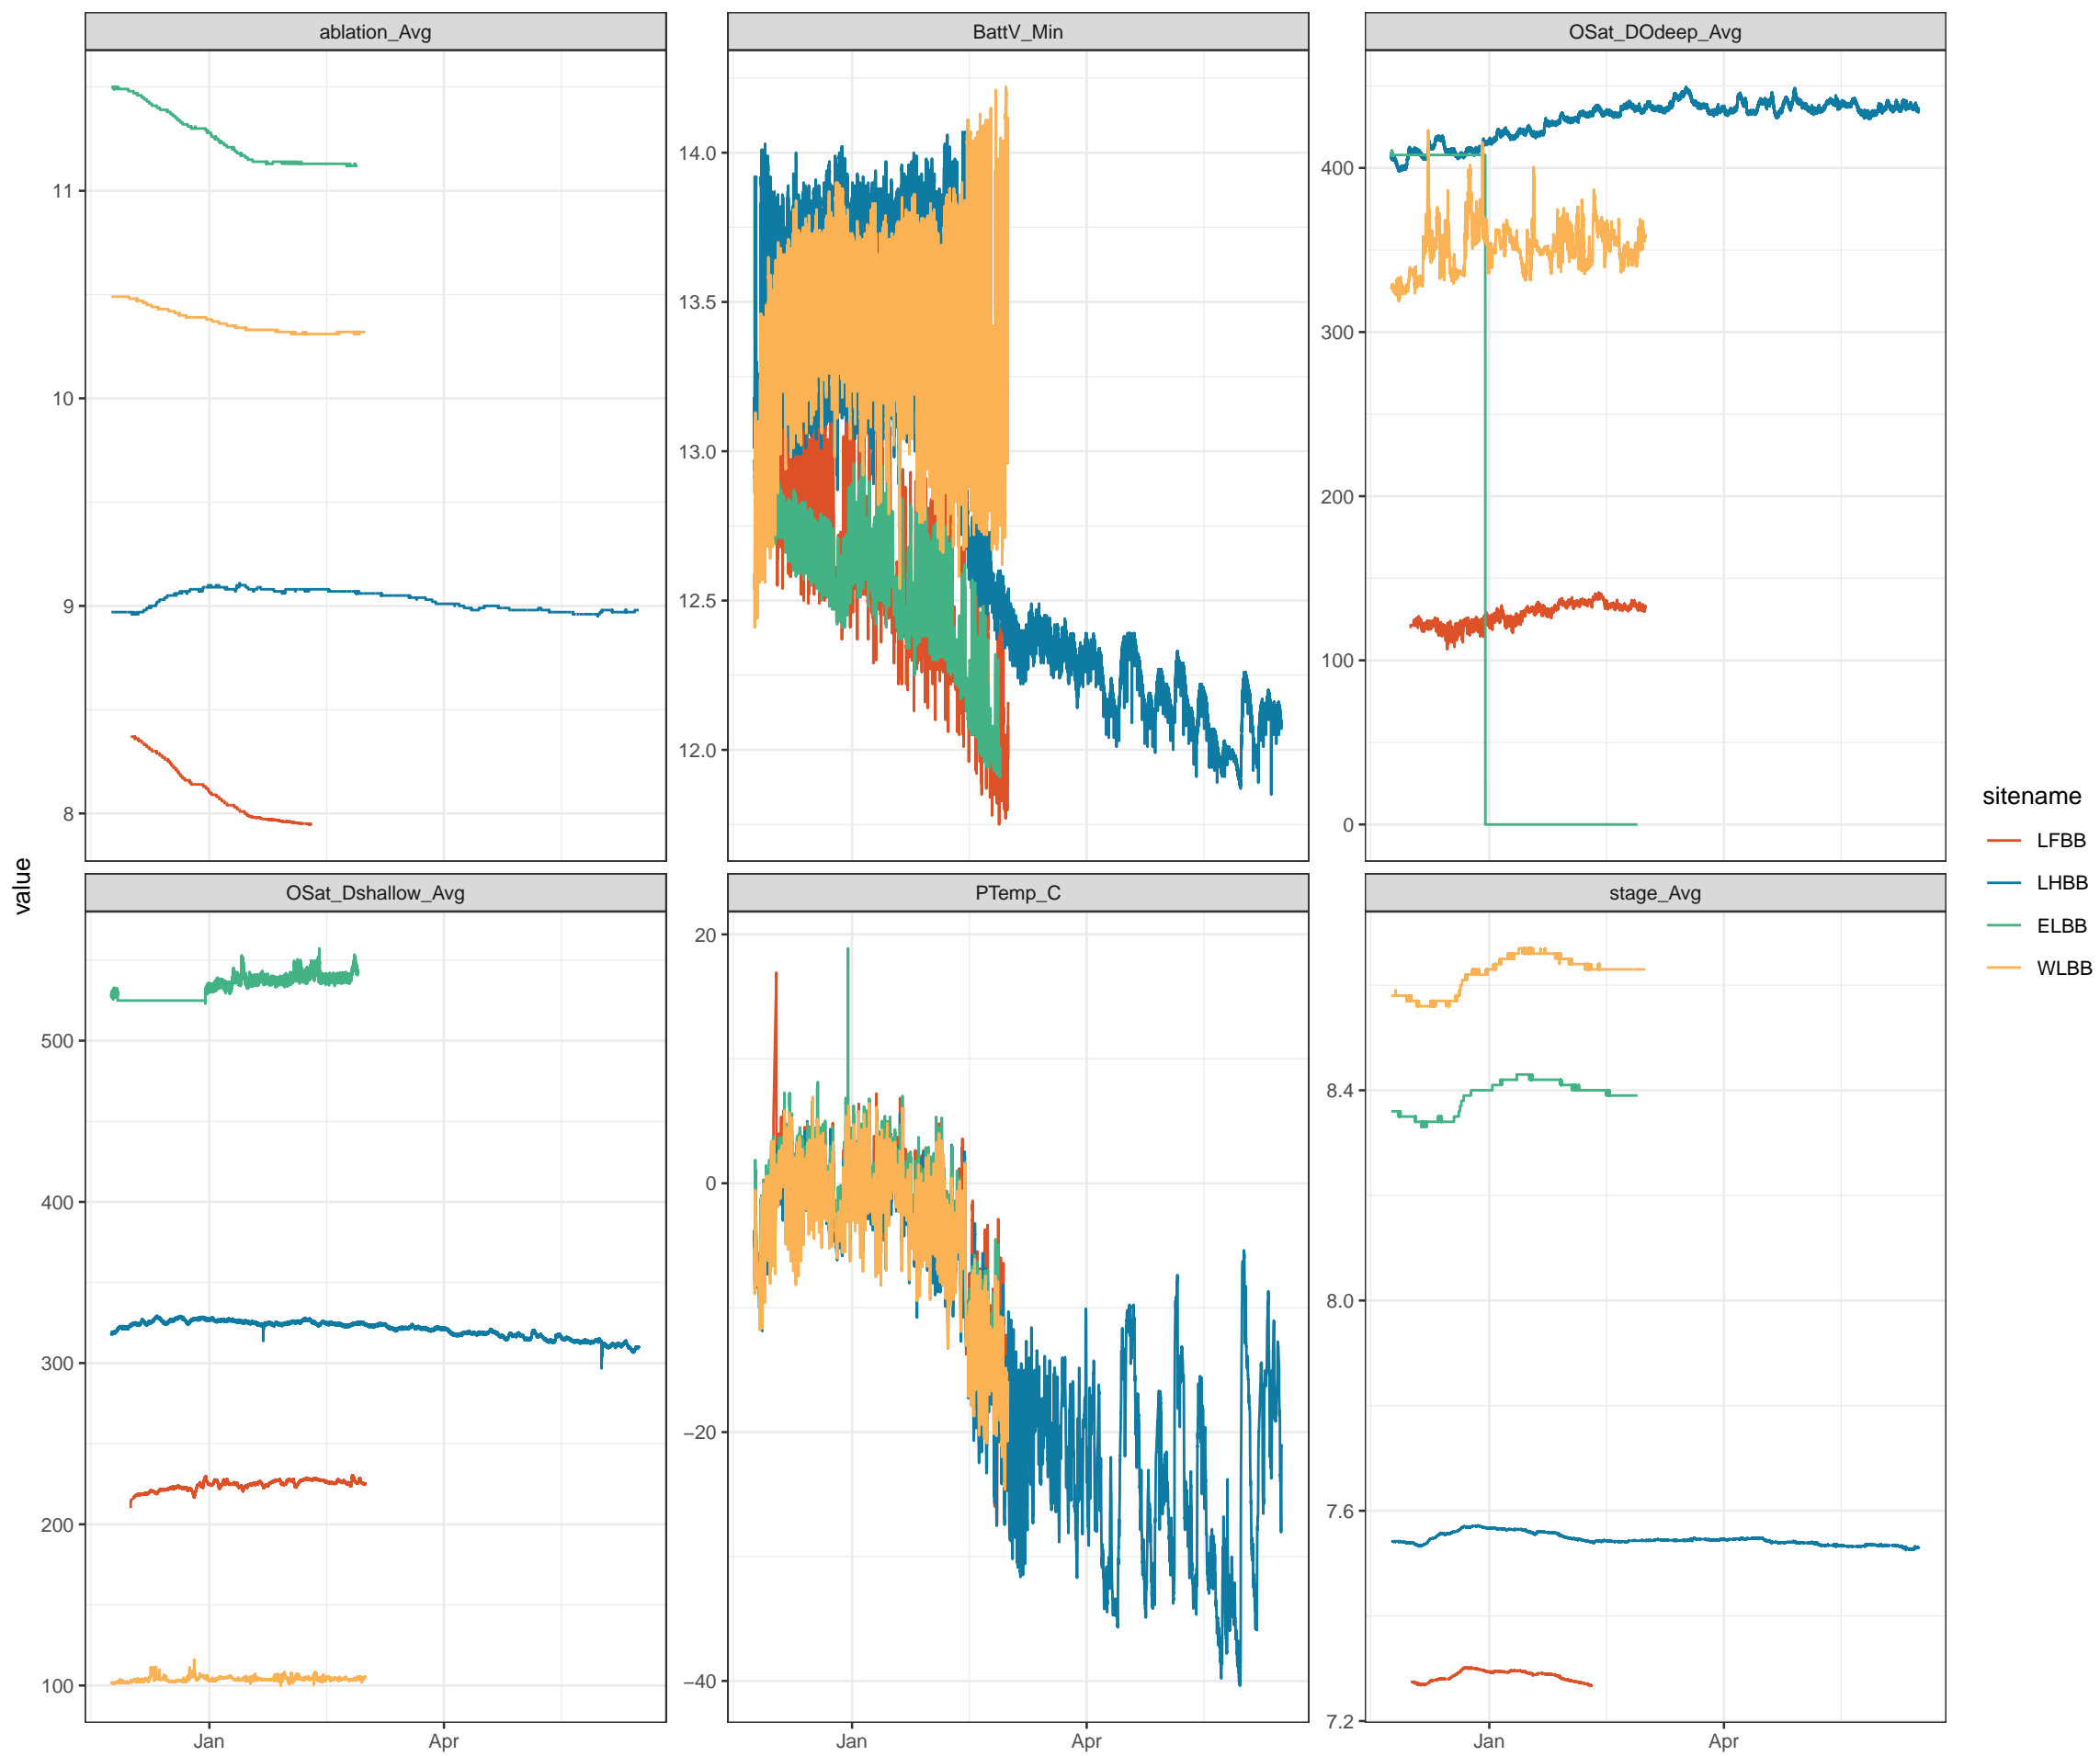 ablation_Avg
BattV_Min
OSat_DOdeep_Avg
11
10
9
8
14.0
13.5
13.0
12.5
12.0
400
300
200
100
0
value
OSat_Dshallow_Avg
PTemp_C
stage_Avg
500
400
300
200
100
20
0
−20
−40
8.4
8.0
7.6
7.2
Jan
Apr
Jan
Apr
Jan
Apr
sitename
LFBB
LHBB
ELBB
WLBB